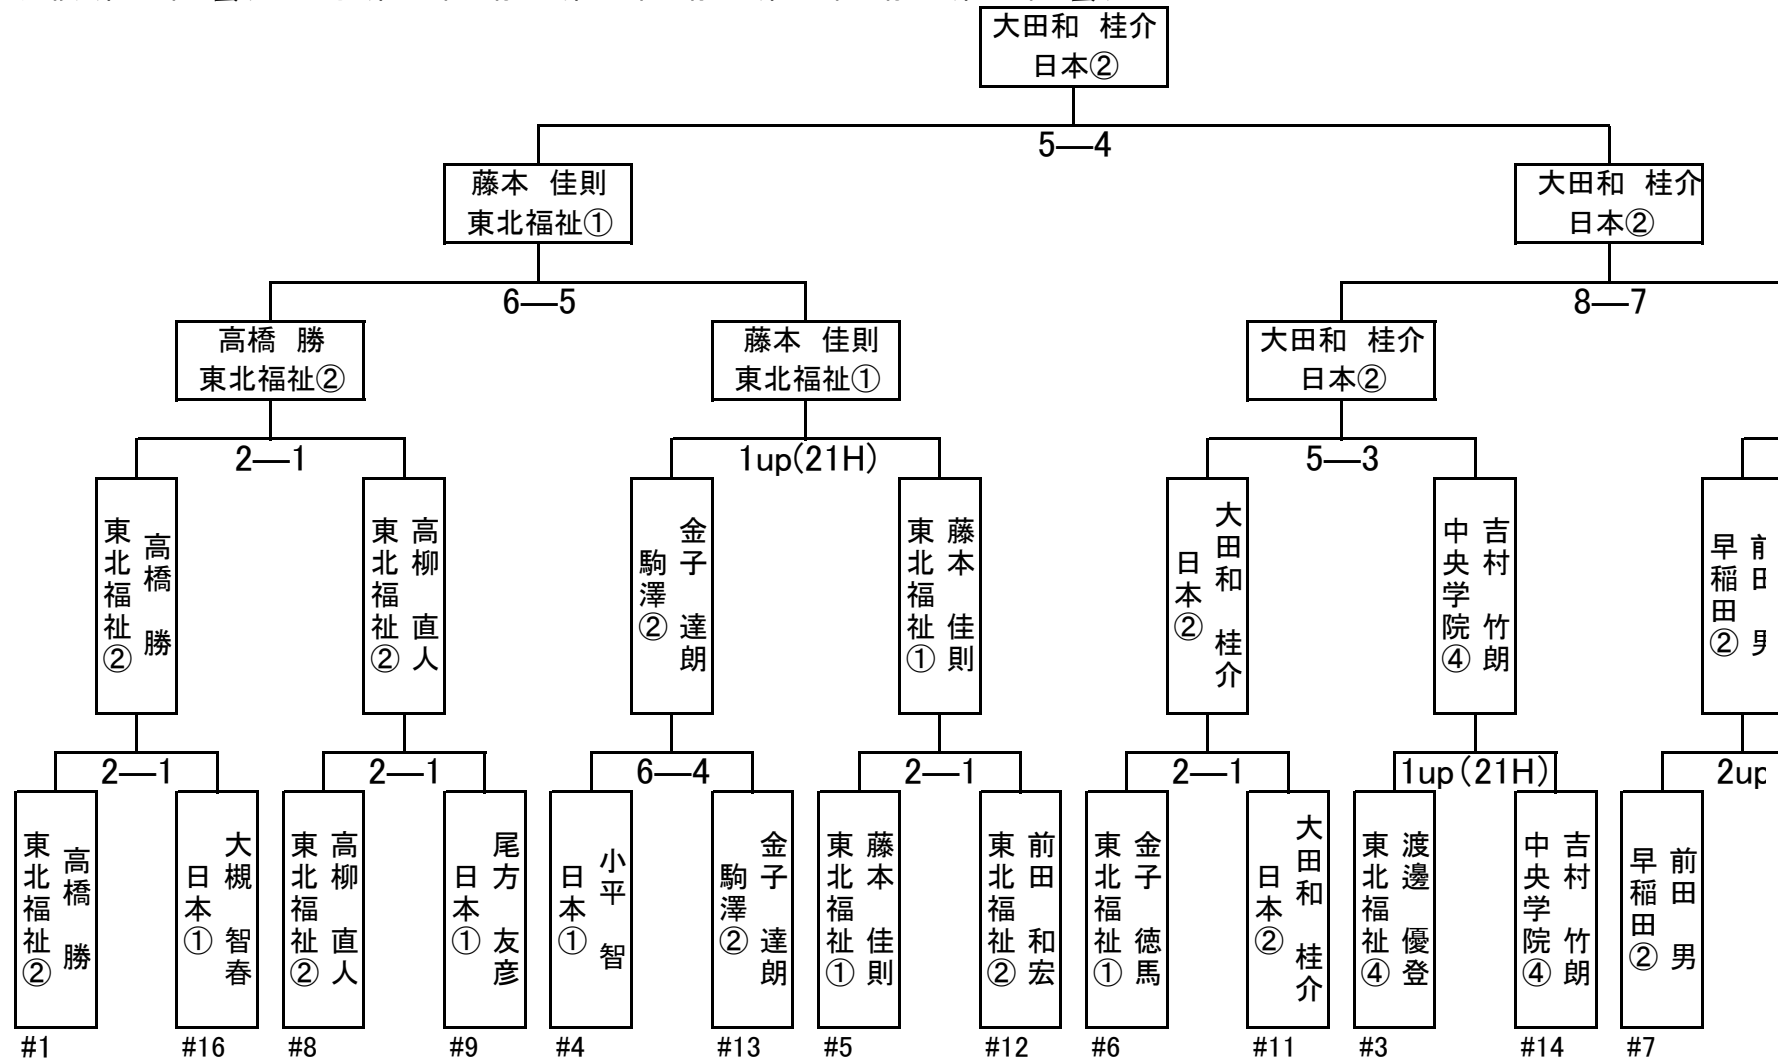 大田和 桂介
日本②
5―4
藤本 佳則
東北福祉①
大田和 桂介
日本②
6―5
8―7
高橋 勝
東北福祉②
藤本 佳則
東北福祉①
大田和 桂介
日本②
2―1
1up(21H)
5―3
高橋 勝
東北福祉②
高柳 直人
東北福祉②
金子 達朗
駒澤②
藤本 佳則
東北福祉①
大田和 桂介
日本②
吉村 竹朗
中央学院④
前田 男
早稲田②
2―1
2―1
6―4
2―1
2―1
1up(21H)
2up
高橋 勝
東北福祉②
大槻 智春
日本①
高柳 直人
東北福祉②
尾方 友彦
日本①
小平 智
日本①
金子 達朗
駒澤②
藤本 佳則
東北福祉①
前田 和宏
東北福祉②
金子 徳馬
東北福祉①
大田和 桂介
日本②
渡邊 優登
東北福祉④
吉村 竹朗
中央学院④
前田 男
早稲田②
#1
#16
#8
#9
#4
#13
#5
#12
#6
#11
#3
#14
#7